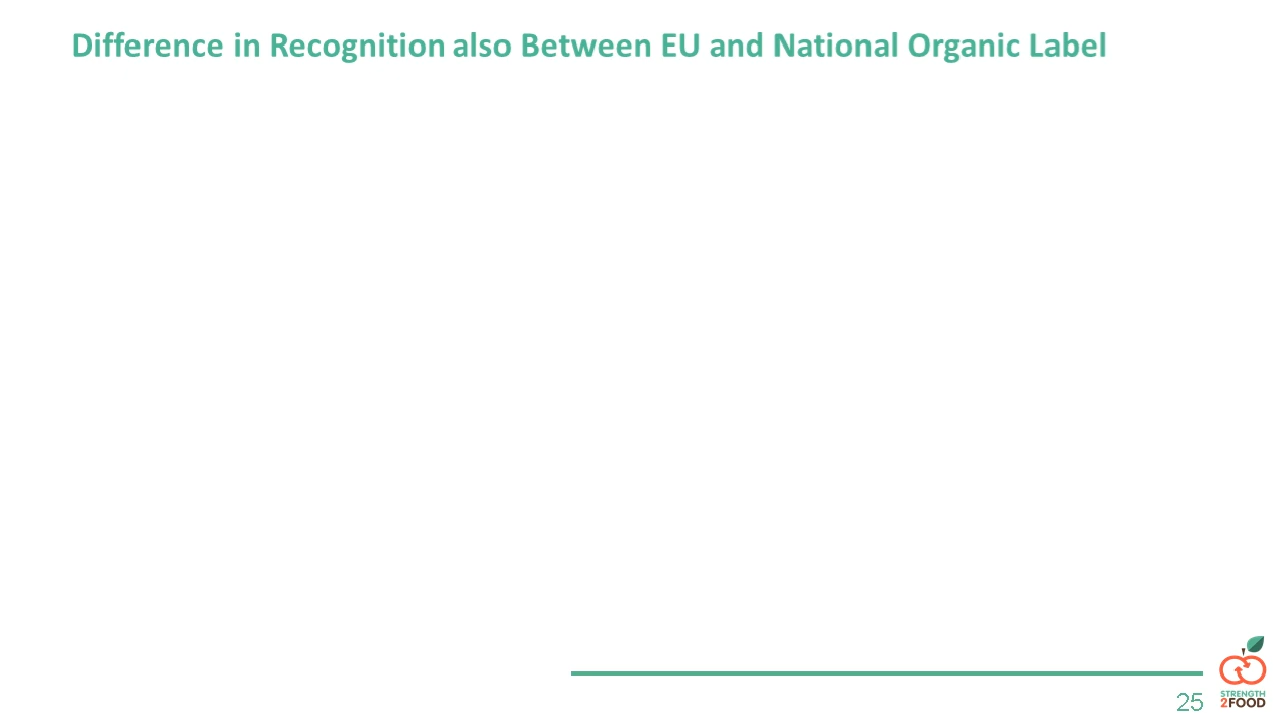 Difference in Recognition also Between EU and National Organic Label
25
STRENGTH
2FOOD